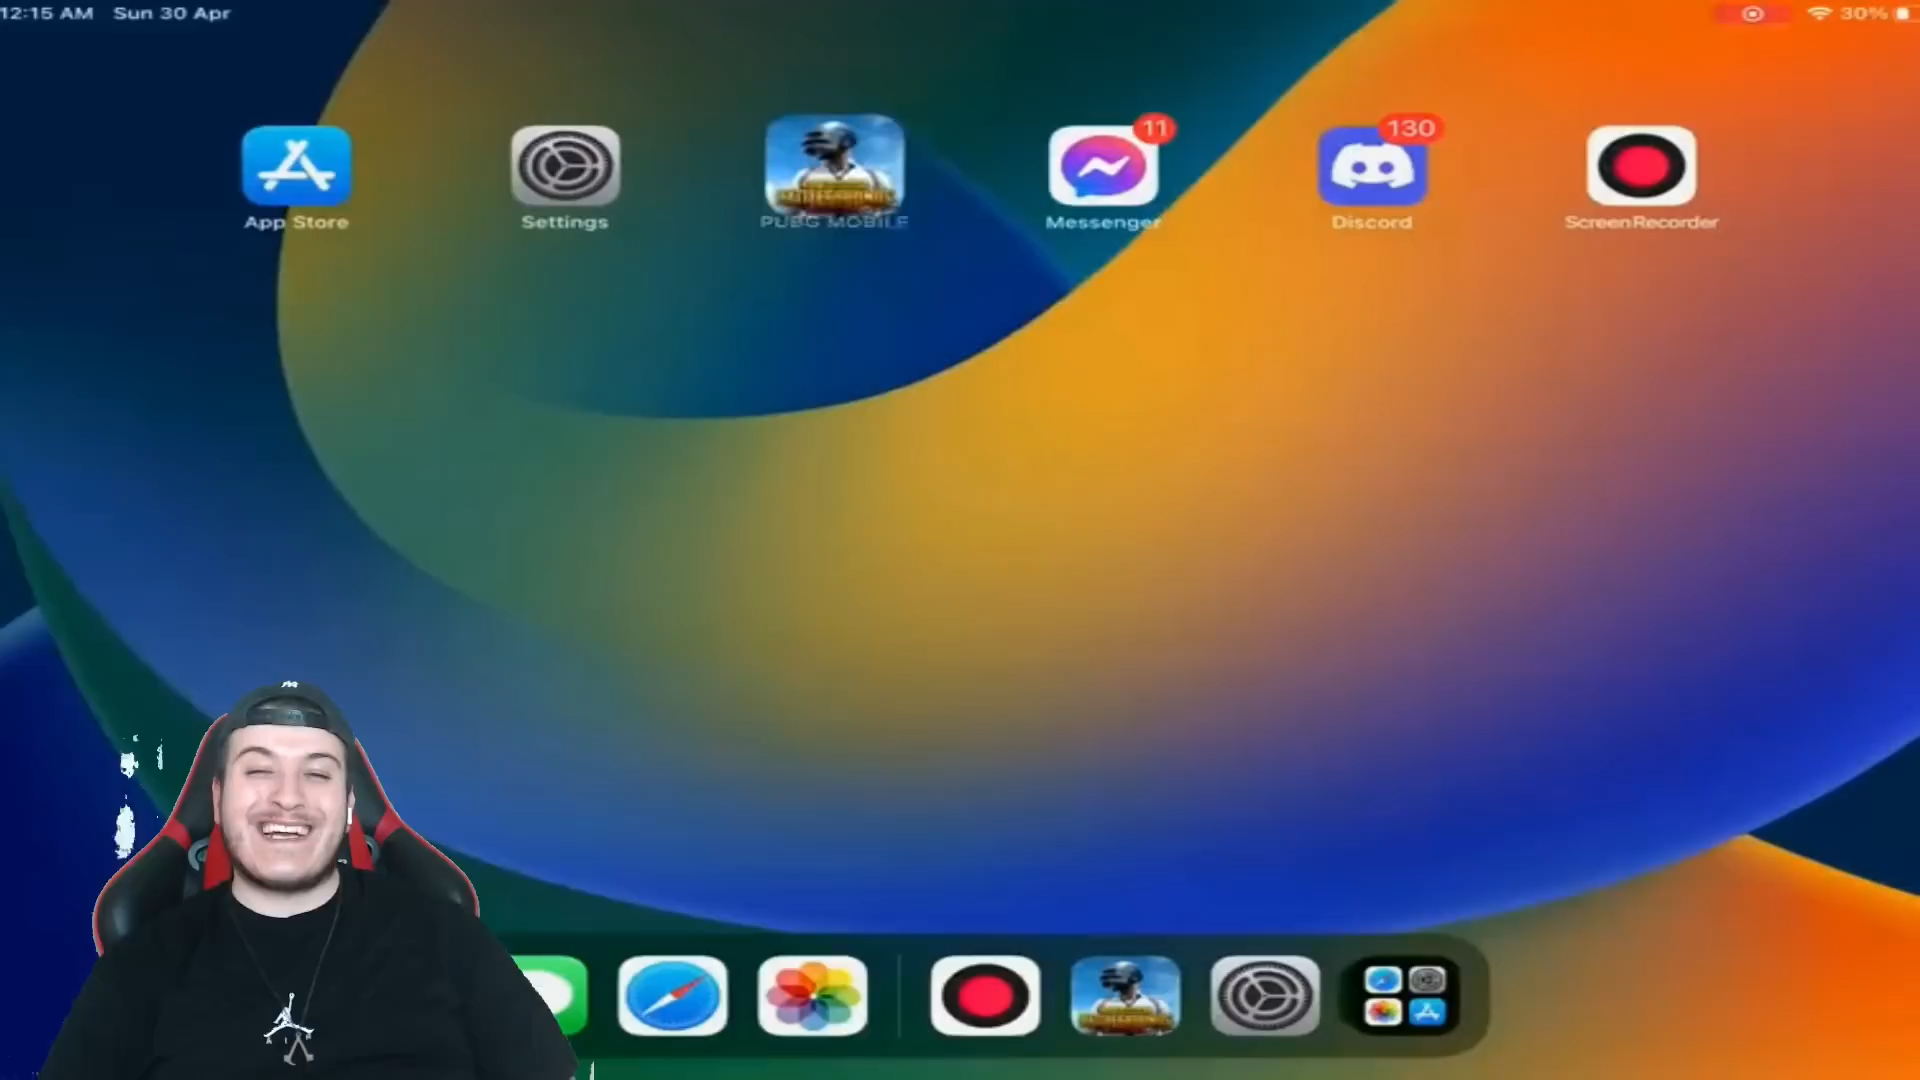 12:15 AM Sun 30 Apr
30%
11
130
App Store
Settings
PUBG MOBILE
Messenger
Discord
ScreenRecorder